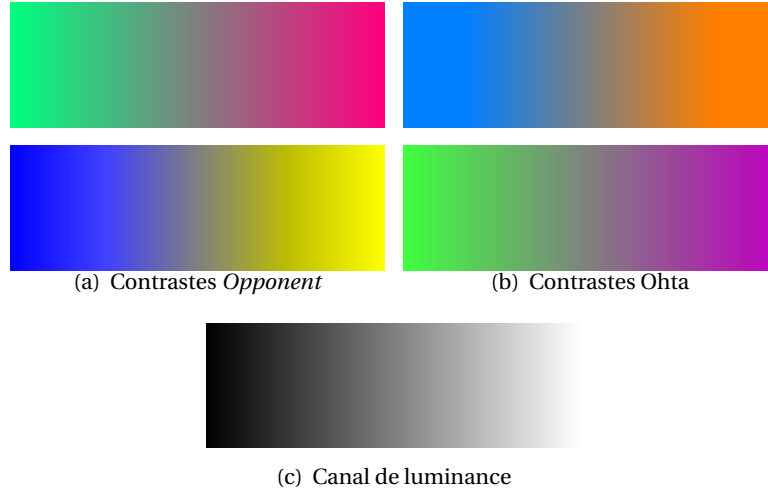 (a) Contrastes Opponent
(b) Contrastes Ohta
(c) Canal de luminance